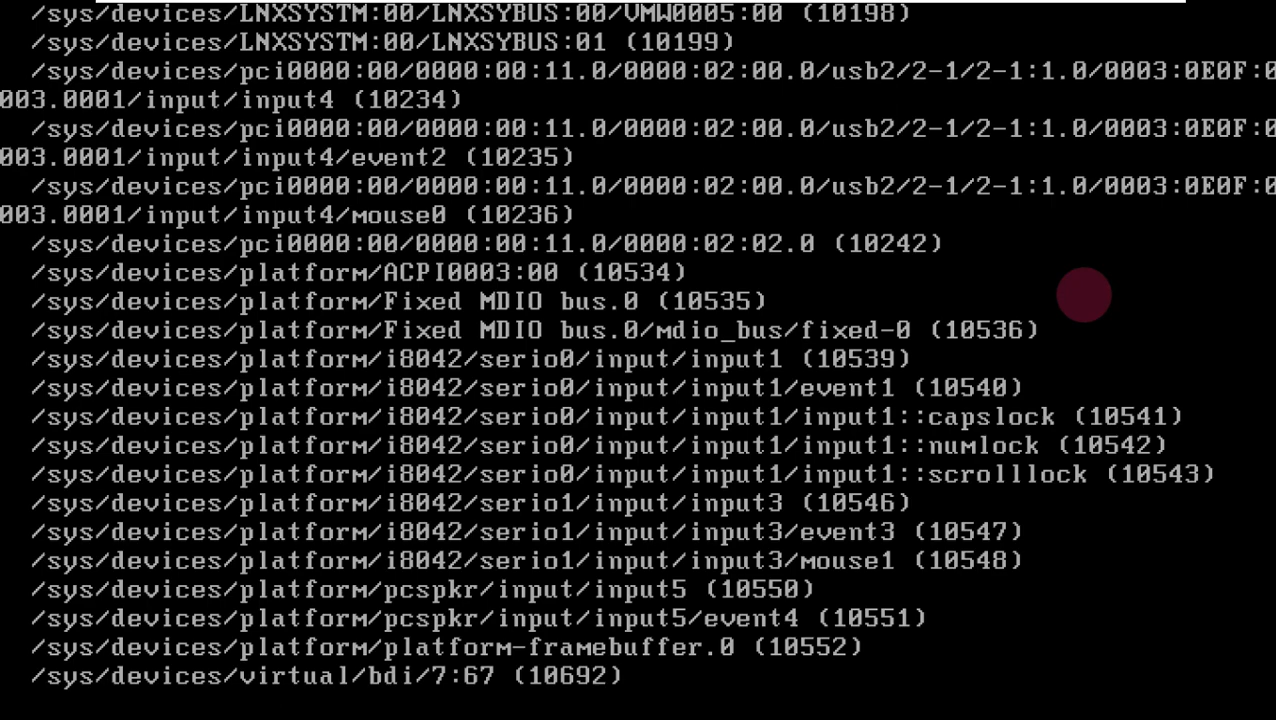 /sys/devices/LNXSYSTM:00/LNXSYBUS:00/VMW0005:00 (10198)
/sys/devices/LNXSYSTM:00/LNXSYBUS:01 (10199)
/sys/devices/pci0000:00/0000:00:11.0/0000:02:00.0/usb2/2-1/2-1:1.0/0003:0E0F:0
003.0001/input/input4 (10234)
/sys/devices/pci0000:00/0000:00:11.0/0000:02:00.0/usb2/2-1/2-1:1.0/0003:0E0F:0
003.0001/input/input4/event2 (10235)
/sys/devices/pci0000:00/0000:00:11.0/0000:02:00.0/usb2/2-1/2-1:1.0/0003:0E0F:0
003.0001/input/input4/mouse0 (10236)
/sys/devices/pci0000:00/0000:00:11.0/0000:02:02.0 (10242)
/sys/devices/platform/ACPI0003:00 (10534)
/sys/devices/platform/Fixed MDIO bus.0 (10535)
/sys/devices/platform/Fixed MDIO bus.0/mdio_bus/fixed-0 (10536)
/sys/devices/platform/i8042/serio0/input/input1 (10539)
/sys/devices/platform/i8042/serio0/input/input1/event1 (10540)
/sys/devices/platform/i8042/serio0/input/input1/input1::capslock (10541)
/sys/devices/platform/i8042/serio0/input/input1/input1::numlock (10542)
/sys/devices/platform/i8042/serio0/input/input1/input1::scrolllock (10543)
/sys/devices/platform/i8042/serio1/input/input3 (10546)
/sys/devices/platform/i8042/serio1/input/input3/event3 (10547)
/sys/devices/platform/i8042/serio1/input/input3/mouse1 (10548)
/sys/devices/platform/pcspkr/input/input5 (10550)
/sys/devices/platform/pcspkr/input/input5/event4 (10551)
/sys/devices/platform/platform-framebuffer.0 (10552)
/sys/devices/virtual/bdi/7:67 (10692)